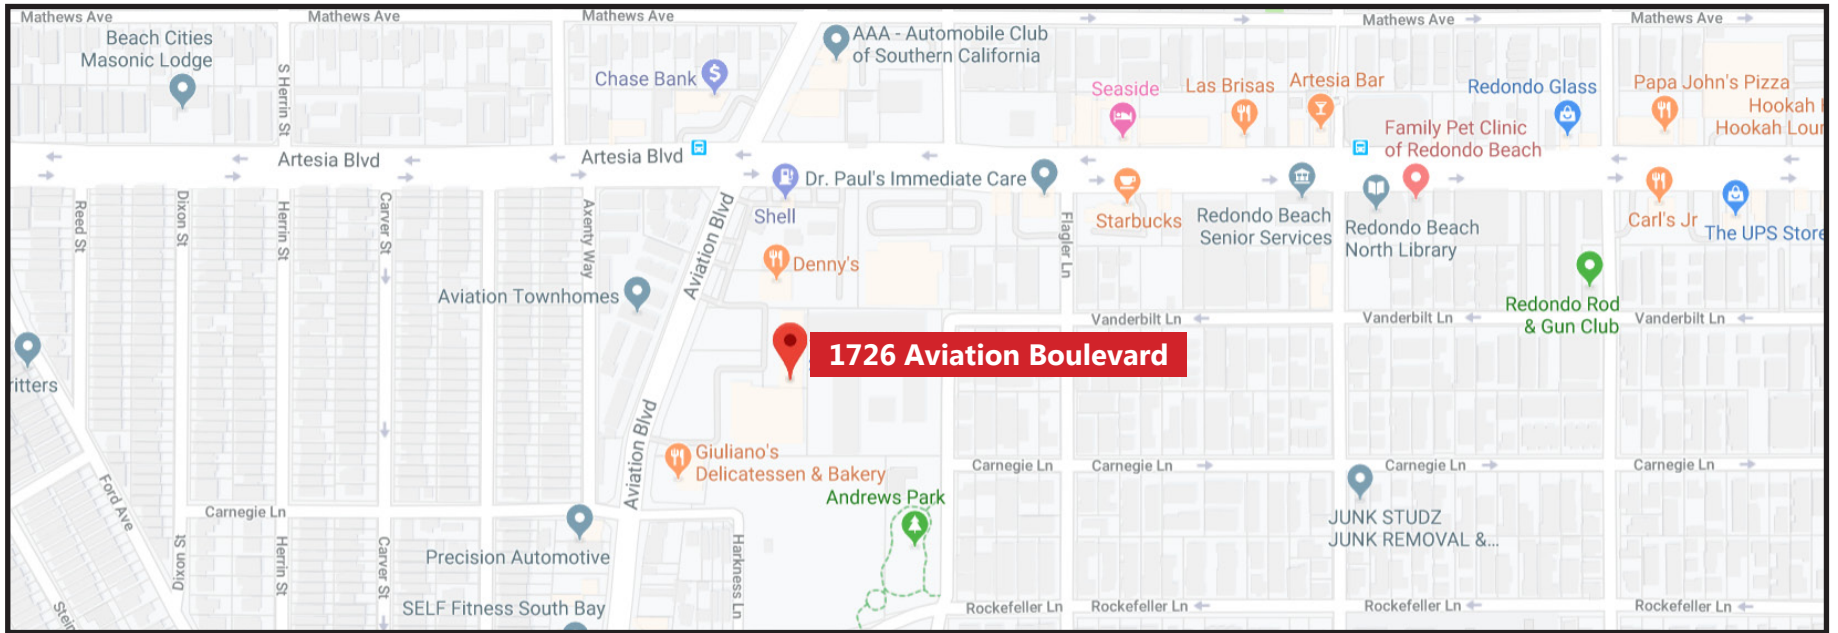 Mathews Ave
Mathews Ave
Mathews Ave
Mathews Ave
Mathews Ave
Beach Cities
Masonic Lodge
S Herrin St
Chase Bank
AAA - Automobile Club
of Southern California
Seaside
Las Brisas
Artesia Bar
Redondo Glass
Papa John's Pizza
Hookah
Hookah Lour
Family Pet Clinic
of Redondo Beach
Artesia Blvd
Artesia Blvd
Dr. Paul's Immediate Care
Shell
Starbucks
Redondo Beach
Senior Services
Redondo Beach
North Library
Carl's Jr
The UPS Store
Reed St
Dixon St
Herrin St
Carver St
Axenty Way
Aviation Blvd
Flagler Ln
Denny's
Aviation Townhomes
Redondo Rod
& Gun Club
Vanderbilt Ln
Vanderbilt Ln
Vanderbilt Ln
1726 Aviation Boulevard
ritters
Aviation Blvd
Giuliano's
Delicatessen & Bakery
Andrews Park
Carnegie Ln
Carnegie Ln
Carnegie Ln
Carnegie Ln
Ford Ave
Carnegie Ln
JUNK STUDZ
JUNK REMOVAL &...
Precision Automotive
Dixon St
Herrin St
Carver St
Harkness Ln
SELF Fitness South Bay
Rockefeller Ln
Rockefeller Ln
Rockefeller Ln
Rockefeller Ln
Stein